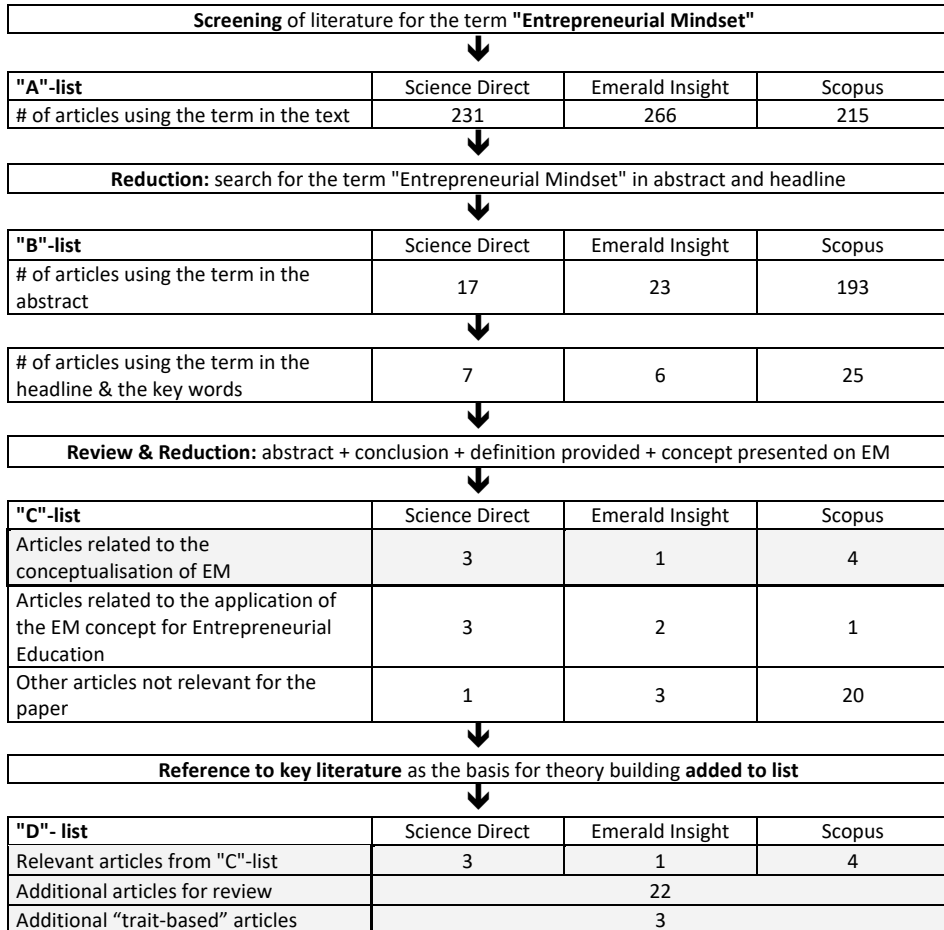 Screening of literature for the term "Entrepreneurial Mindset"
"A"-list Science Direct Emerald Insight Scopus
# of articles using the term in the text 231 266 215
Reduction: search for the term "Entrepreneurial Mindset" in abstract and headline
"B"-list Science Direct Emerald Insight Scopus
# of articles using the term in the
abstract 17 23 193
# of articles using the term in the
headline & the key words 7 6 25
Review & Reduction: abstract + conclusion + definition provided + concept presented on EM
"C"-list Science Direct Emerald Insight Scopus
Articles related to the
conceptualisation of EM 3 1 4
Articles related to the application of
the EM concept for Entrepreneurial 3 2 1
Education
Other articles not relevant for the
paper 1 3 20
Reference to key literature as the basis for theory building added to list
"D"- list Science Direct Emerald Insight Scopus
Relevant articles from "C"-list 3 1 4
Additional articles for review 22
Additional “trait-based” articles 3